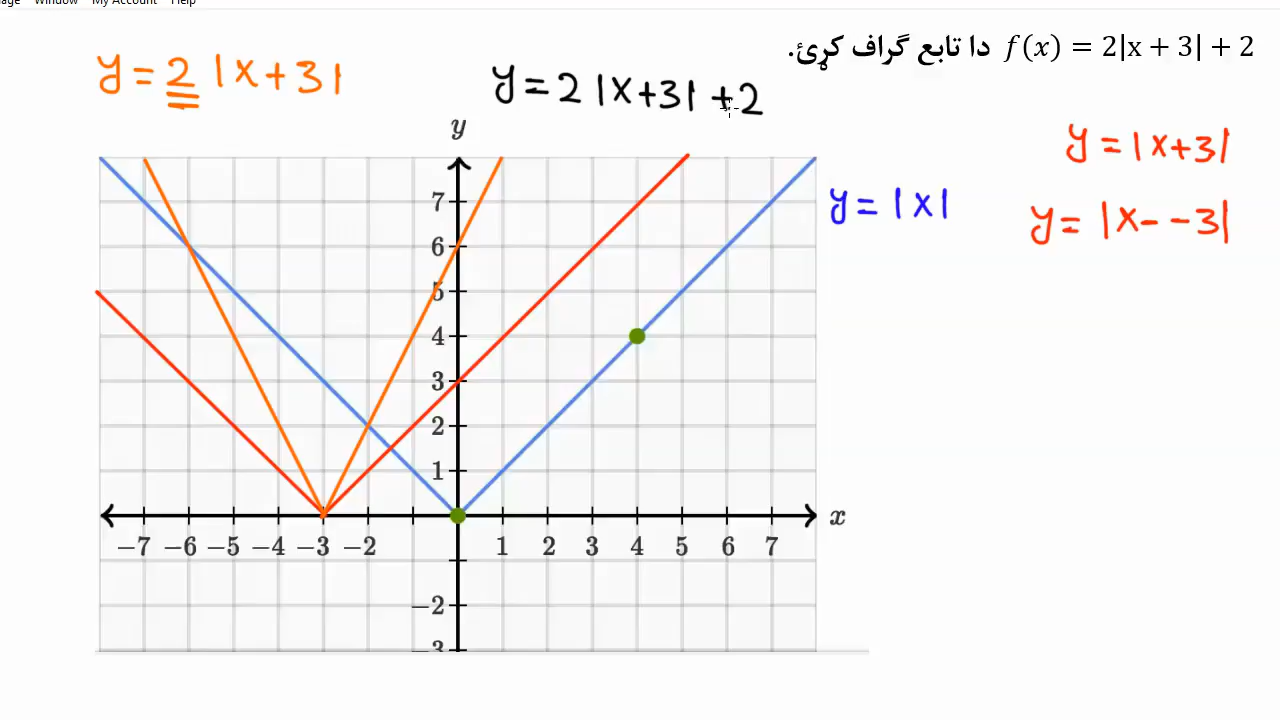 Window My Account Help
دا تابع گراف کړئ. f(x) = 2|x + 3| + 2
y = 2 |x+3|
y = 2 |x+3| +2
y = |x+3|
y = |x|
y = |x--3|
y
7
6
5
4
3
2
1
-7 -6 -5 -4 -3 -2 1 2 3 4 5 6 7 x
-2